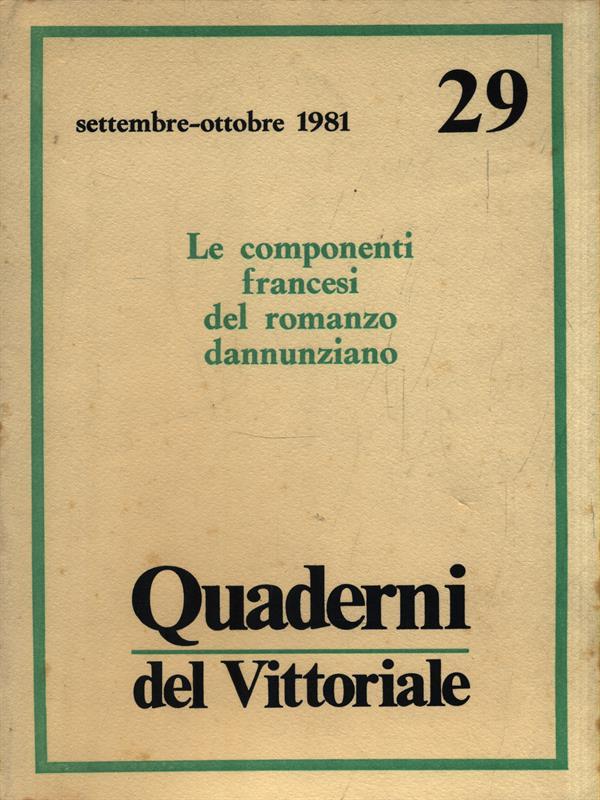 settembre-ottobre 1981 29
Le componenti
francesi
del romanzo
dannunziano
Quaderni
del Vittoriale